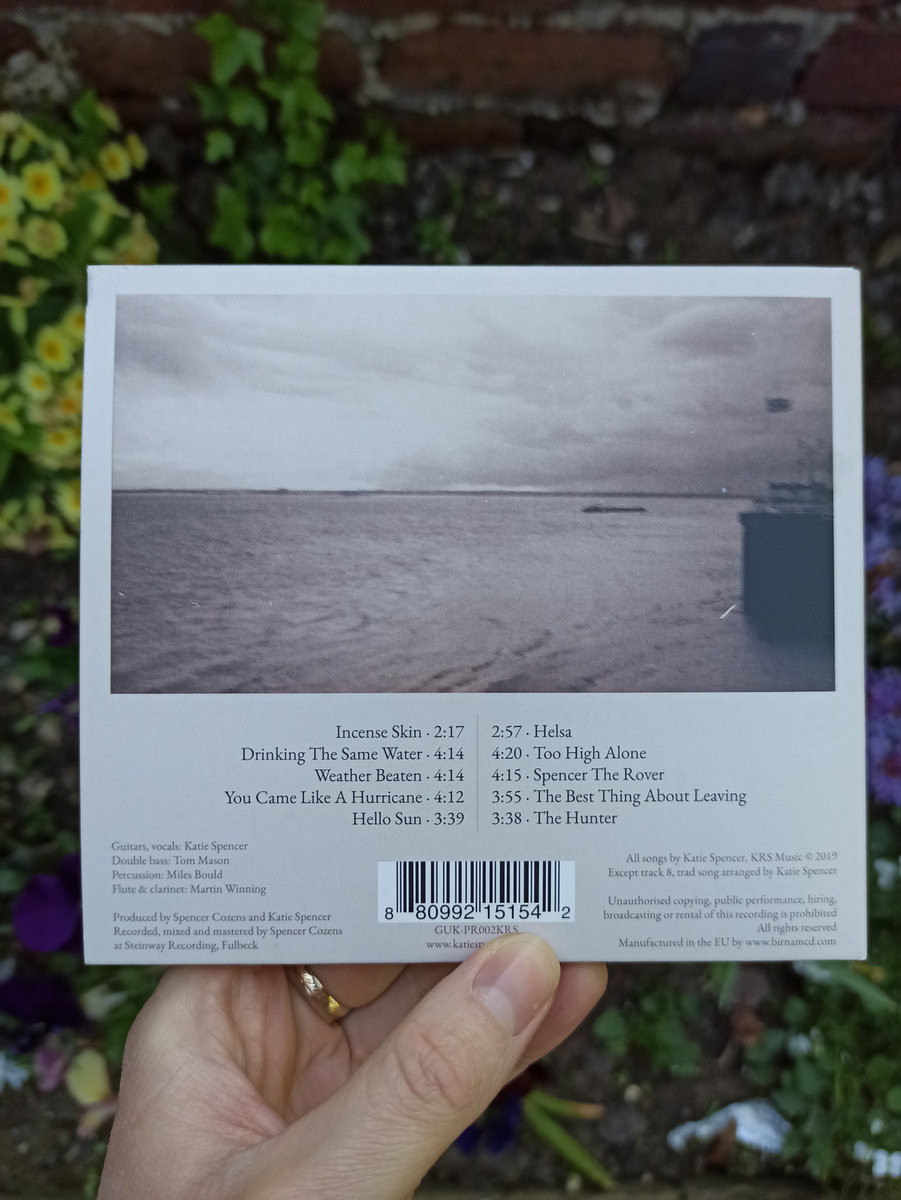 Incense Skin · 2:17
Drinking The Same Water · 4:14
Weather Beaten · 4:14
You Came Like A Hurricane · 4:12
Hello Sun · 3:39
2:57 · Helsa
4:20 · Too High Alone
4:15 · Spencer The Rover
3:55 · The Best Thing About Leaving
3:38 · The Hunter
Guitars, vocals: Katie Spencer
Double bass: Tom Mason
Percussion: Miles Bould
Flute & clarinet: Martin Winning
Produced by Spencer Cozens and Katie Spencer
Recorded, mixed and mastered by Spencer Cozens
at Steinway Recording, Fulbeck
8 80992 15154 2
GUK-PR002KRS
All songs by Katie Spencer, KRS Music © 2019
Except track 8, trad song arranged by Katie Spencer
Unauthorised copying, public performance, hiring,
broadcasting or rental of this recording is prohibited
All rights reserved
Manufactured in the EU by www.birnamcd.com